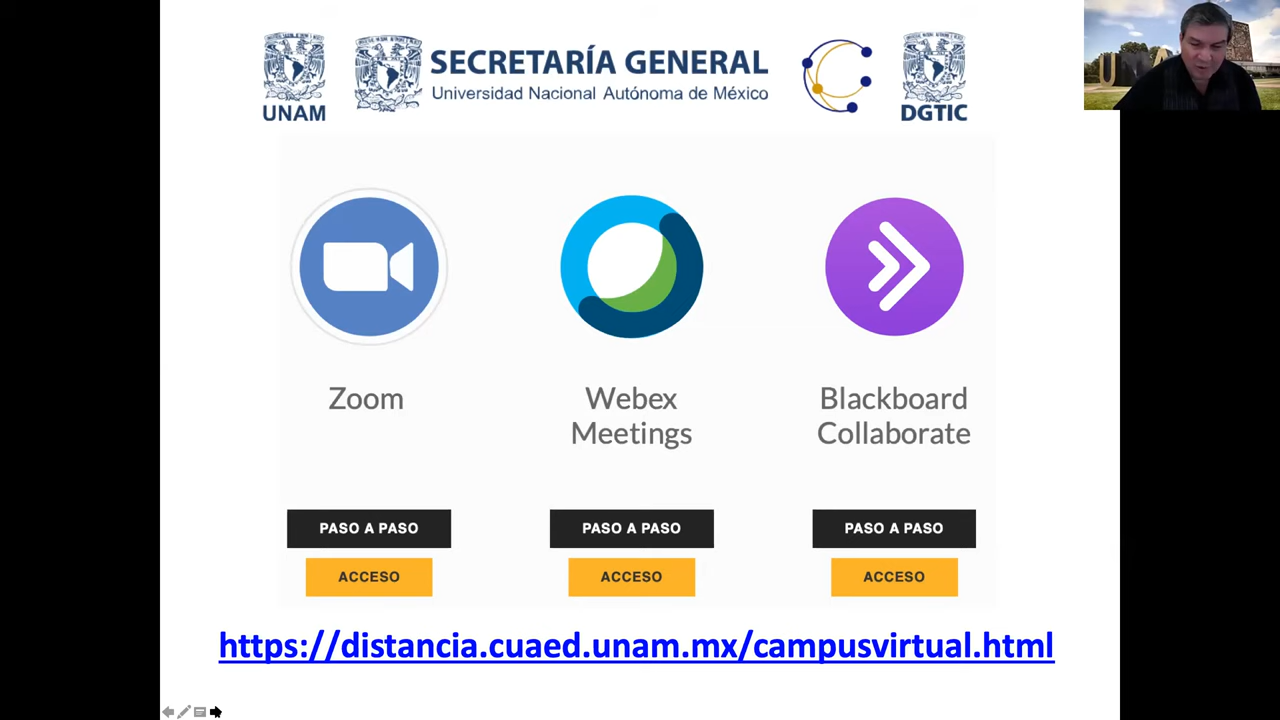 UNAM
SECRETARÍA GENERAL
Universidad Nacional Autónoma de México
DGTIC
Zoom
Webex
Meetings
Blackboard
Collaborate
PASO A PASO
PASO A PASO
PASO A PASO
ACCESO
ACCESO
ACCESO
https://distancia.cuaed.unam.mx/campusvirtual.html